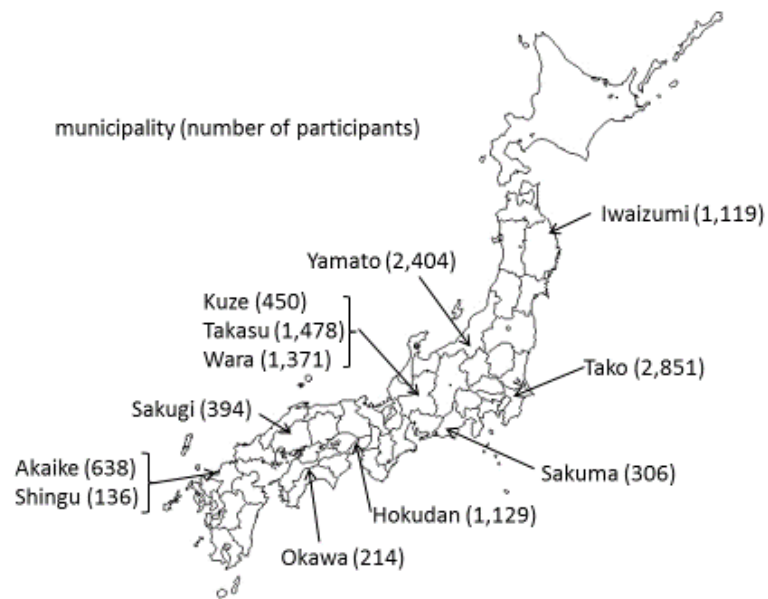 municipality (number of participants)
Iwaizumi (1,119)
Yamato (2,404)
Kuze (450)
Takasu (1,478)
Wara (1,371)
Tako (2,851)
Sakugi (394)
Akaike (638)
Shingu (136)
Sakuma (306)
Hokudan (1,129)
Okawa (214)